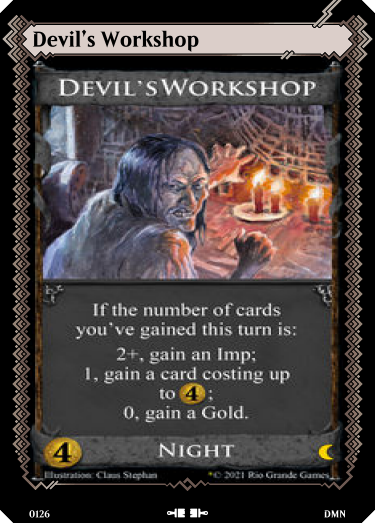 Devil's Workshop
DEVIL'S WORKSHOP
If the number of cards
you've gained this turn is:
2+, gain an Imp;
1, gain a card costing up
to 4;
0, gain a Gold.
4 NIGHT
Illustration: Claus Stephan *© 2021 Rio Grande Games
0126 DMN